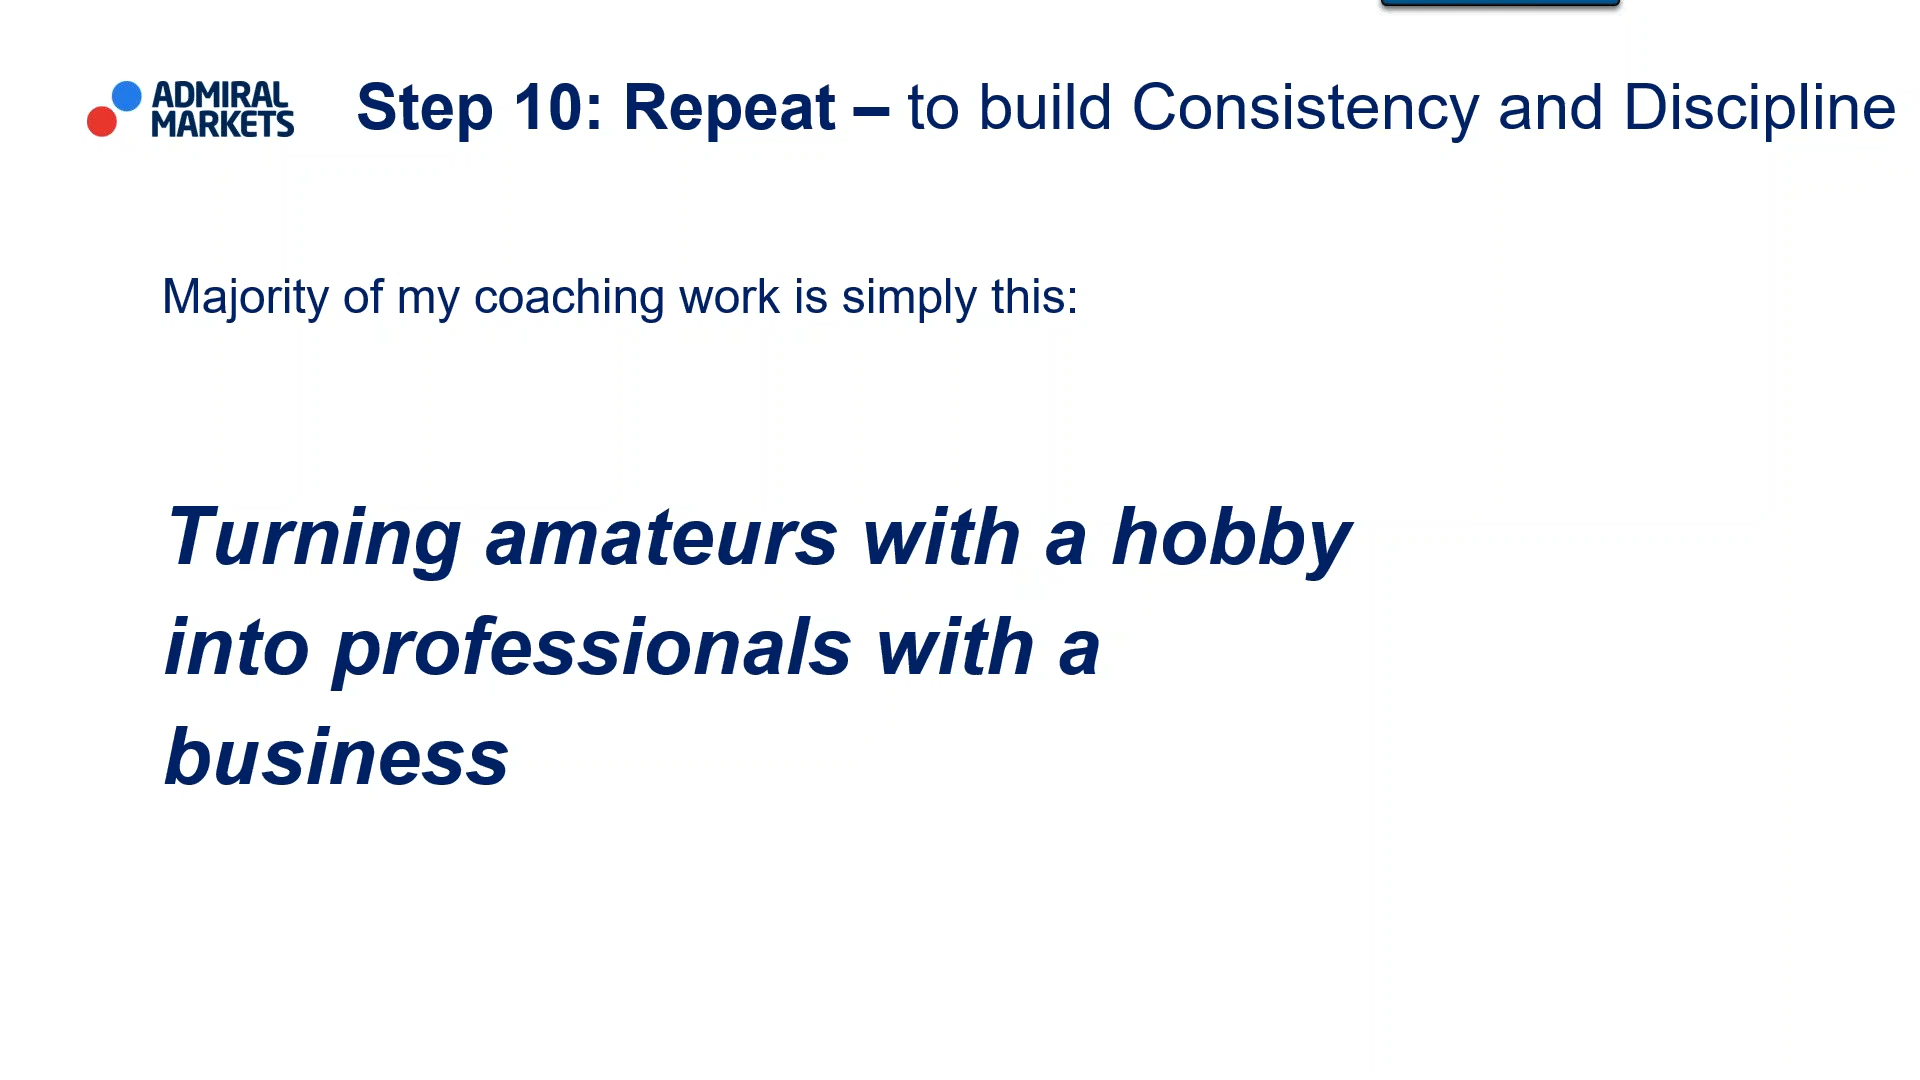 ADMIRAL
MARKETS
Step 10: Repeat – to build Consistency and Discipline
Majority of my coaching work is simply this:
Turning amateurs with a hobby
into professionals with a
business